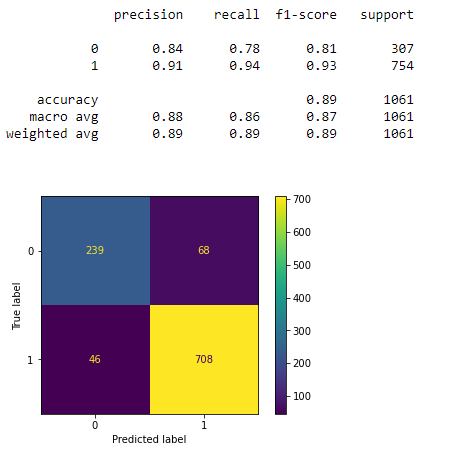 precision recall f1-score support
0 0.84 0.78 0.81 307
1 0.91 0.94 0.93 754
accuracy 0.89 1061
macro avg 0.88 0.86 0.87 1061
weighted avg 0.89 0.89 0.89 1061
700
600
500
400
300
200
100
True label
0
1
239 68
46 708
0 1
Predicted label